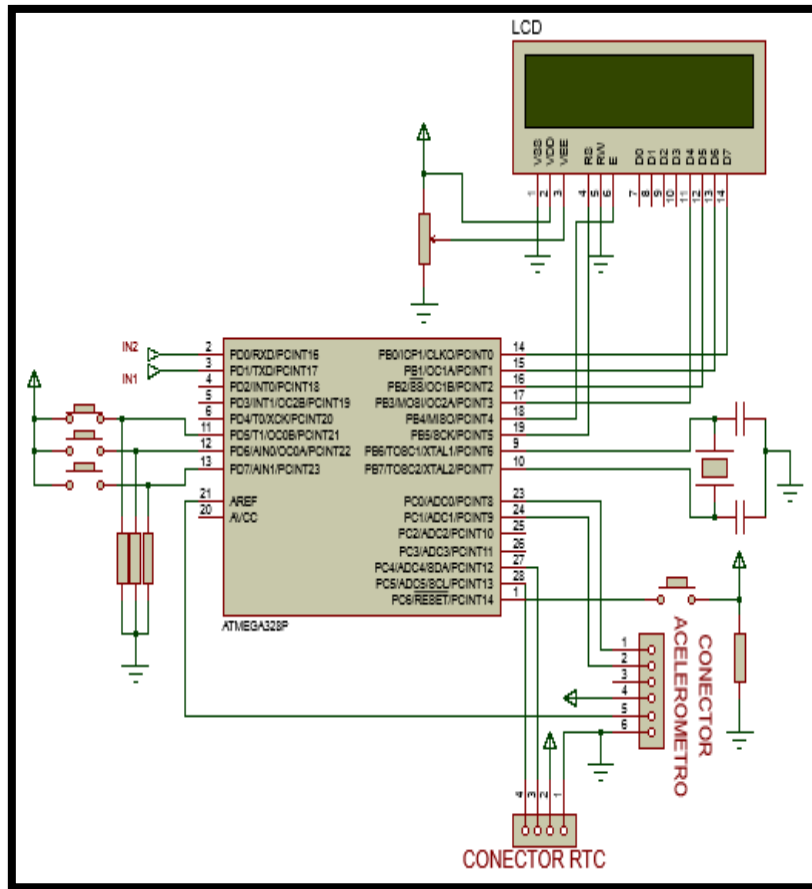 LCD
VSS
VDD
VEE
RS
RW
E
D0
D1
D2
D3
D4
D5
D6
D7
1
2
3
4
5
6
7
8
9
10
11
12
13
14
IN2
IN1
2
3
4
5
6
11
12
13
21
20
PD0/RXD/PCINT16
PD1/TXD/PCINT17
PD2/INT0/PCINT18
PD3/INT1/OC2B/PCINT19
PD4/T0/XCK/PCINT20
PD5/T1/OC0B/PCINT21
PD6/AIN0/OC0A/PCINT22
PD7/AIN1/PCINT23
AREF
AVCC
PB0/ICP1/CLKO/PCINT0
PB1/OC1A/PCINT1
PB2/SS/OC1B/PCINT2
PB3/MOSI/OC2A/PCINT3
PB4/MISO/PCINT4
PB5/SCK/PCINT5
PB6/TOSC1/XTAL1/PCINT6
PB7/TOSC2/XTAL2/PCINT7
PC0/ADC0/PCINT8
PC1/ADC1/PCINT9
PC2/ADC2/PCINT10
PC3/ADC3/PCINT11
PC4/ADC4/SDA/PCINT12
PC5/ADC5/SCL/PCINT13
PC6/RESET/PCINT14
14
15
16
17
18
19
9
10
23
24
25
26
27
28
1
ATMEGA328P
1
2
3
4
5
6
CONECTOR
ACELEROMETRO
4
3
2
1
CONECTOR RTC